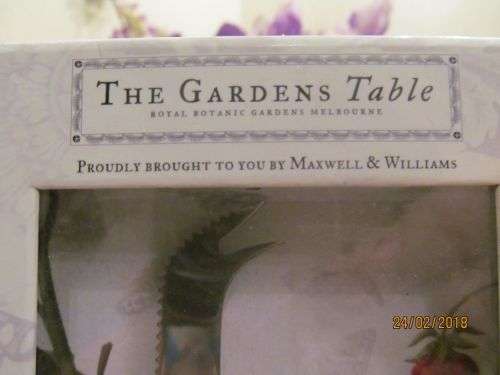 THE GARDENS Table
ROYAL BOTANIC GARDENS MELBOURNE
PROUDLY BROUGHT TO YOU BY MAXWELL & WILLIAMS
24/02/2018